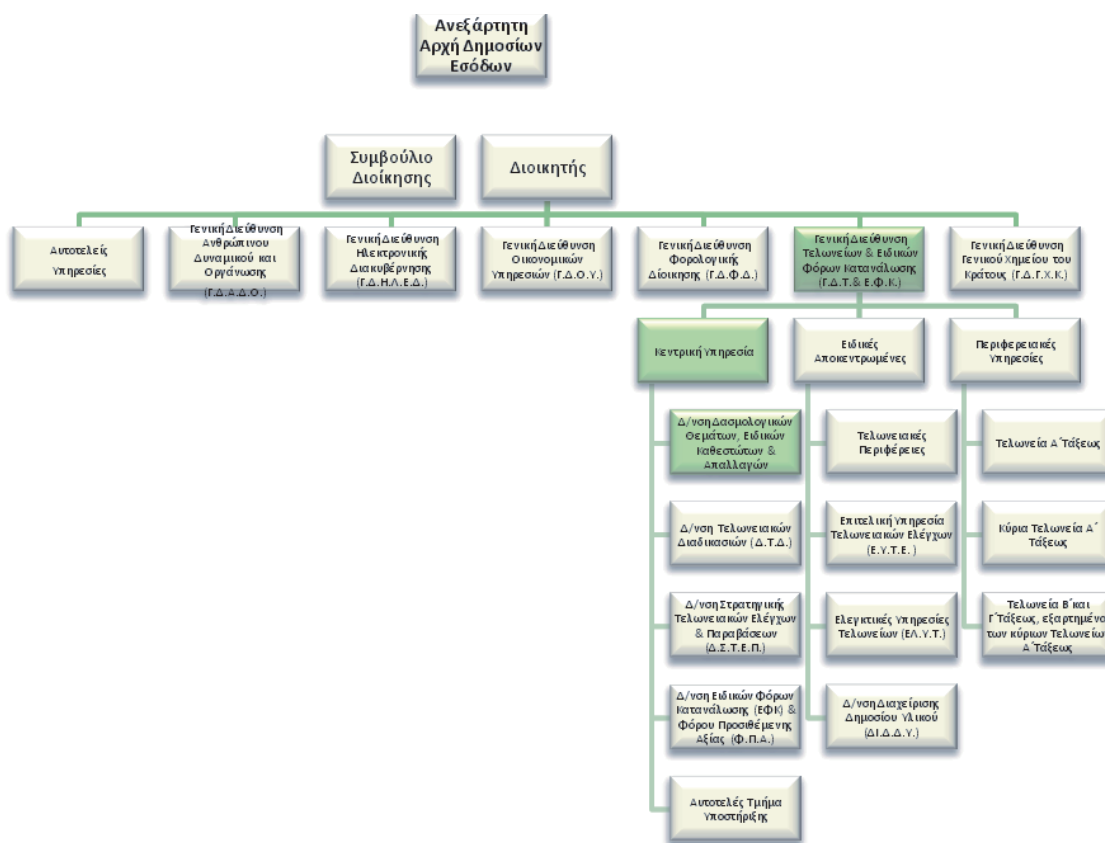 Ανεξάρτητη
Αρχή Δημοσίων
Εσόδων
Συμβούλιο
Διοίκησης
Διοικητής
Αυτοτελείς
Υπηρεσίες
Γενική Διεύθυνση
Ανθρώπινου
Δυναμικού και
Οργάνωσης
(Γ.Δ.Α.Δ.Ο.)
Γενική Διεύθυνση
Ηλεκτρονικής
Διακυβέρνησης
(Γ.Δ.Η.Λ.Ε.Δ.)
Γενική Διεύθυνση
Οικονομικών
Υπηρεσιών (Γ.Δ.Ο.Υ.)
Γενική Διεύθυνση
Φορολογικής
Δίοικησης (Γ.Δ.Φ.Δ.)
Γενική Διεύθυνση
Τελωνείων & Ειδικών
Φόρων Κατανάλωσης
(Γ.Δ.Τ.& Ε.Φ.Κ.)
Γενική Διεύθυνση
Γενικού Χημείου του
Κράτους (Γ.Δ.Γ.Χ.Κ.)
Κεντρική Υπηρεσία
Ειδικές
Αποκεντρωμένες
Περιφερειακές
Υπηρεσίες
Δ/νση Δασμολογικών
Θεμάτων, Ειδικών
Καθεστώτων &
Απαλλαγών
Τελωνειακές
Περιφέρειες
Τελωνεία Α΄Τάξεως
Δ/νση Τελωνειακών
Διαδικασιών (Δ.Τ.Δ.)
Επιτελική Υπηρεσία
Τελωνειακών Ελέγχων
(Ε.Υ.Τ.Ε. )
Κύρια Τελωνεία Α΄
Τάξεως
Δ/νση Στρατηγικής
Τελωνειακών Ελέγχων
& Παραβάσεων
(Δ.Σ.Τ.Ε.Π.)
Ελεγκτικές Υπηρεσίες
Τελωνείων (ΕΛ.Υ.Τ.)
Τελωνεία Β΄και
Γ΄Τάξεως, εξαρτημένα
των κύριων Τελωνείων
Α΄Τάξεως
Δ/νση Ειδικών Φόρων
Κατανάλωσης (ΕΦΚ) &
Φόρου Προσιθέμενης
Αξίας (Φ.Π.Α.)
Δ/νση Διαχείρισης
Δημοσίου Υλικού
(ΔΙ.Δ.Δ.Υ.)
Αυτοτελές Τμήμα
Υποστήριξης